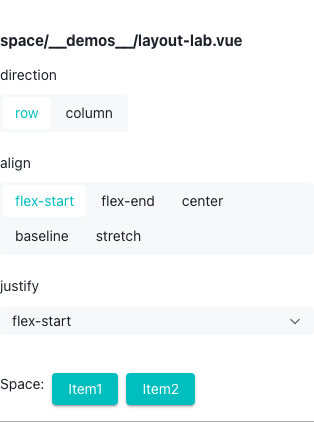 space/__demos__/layout-lab.vue
direction
row column
align
flex-start flex-end center
baseline stretch
justify
flex-start
Space: Item1 Item2